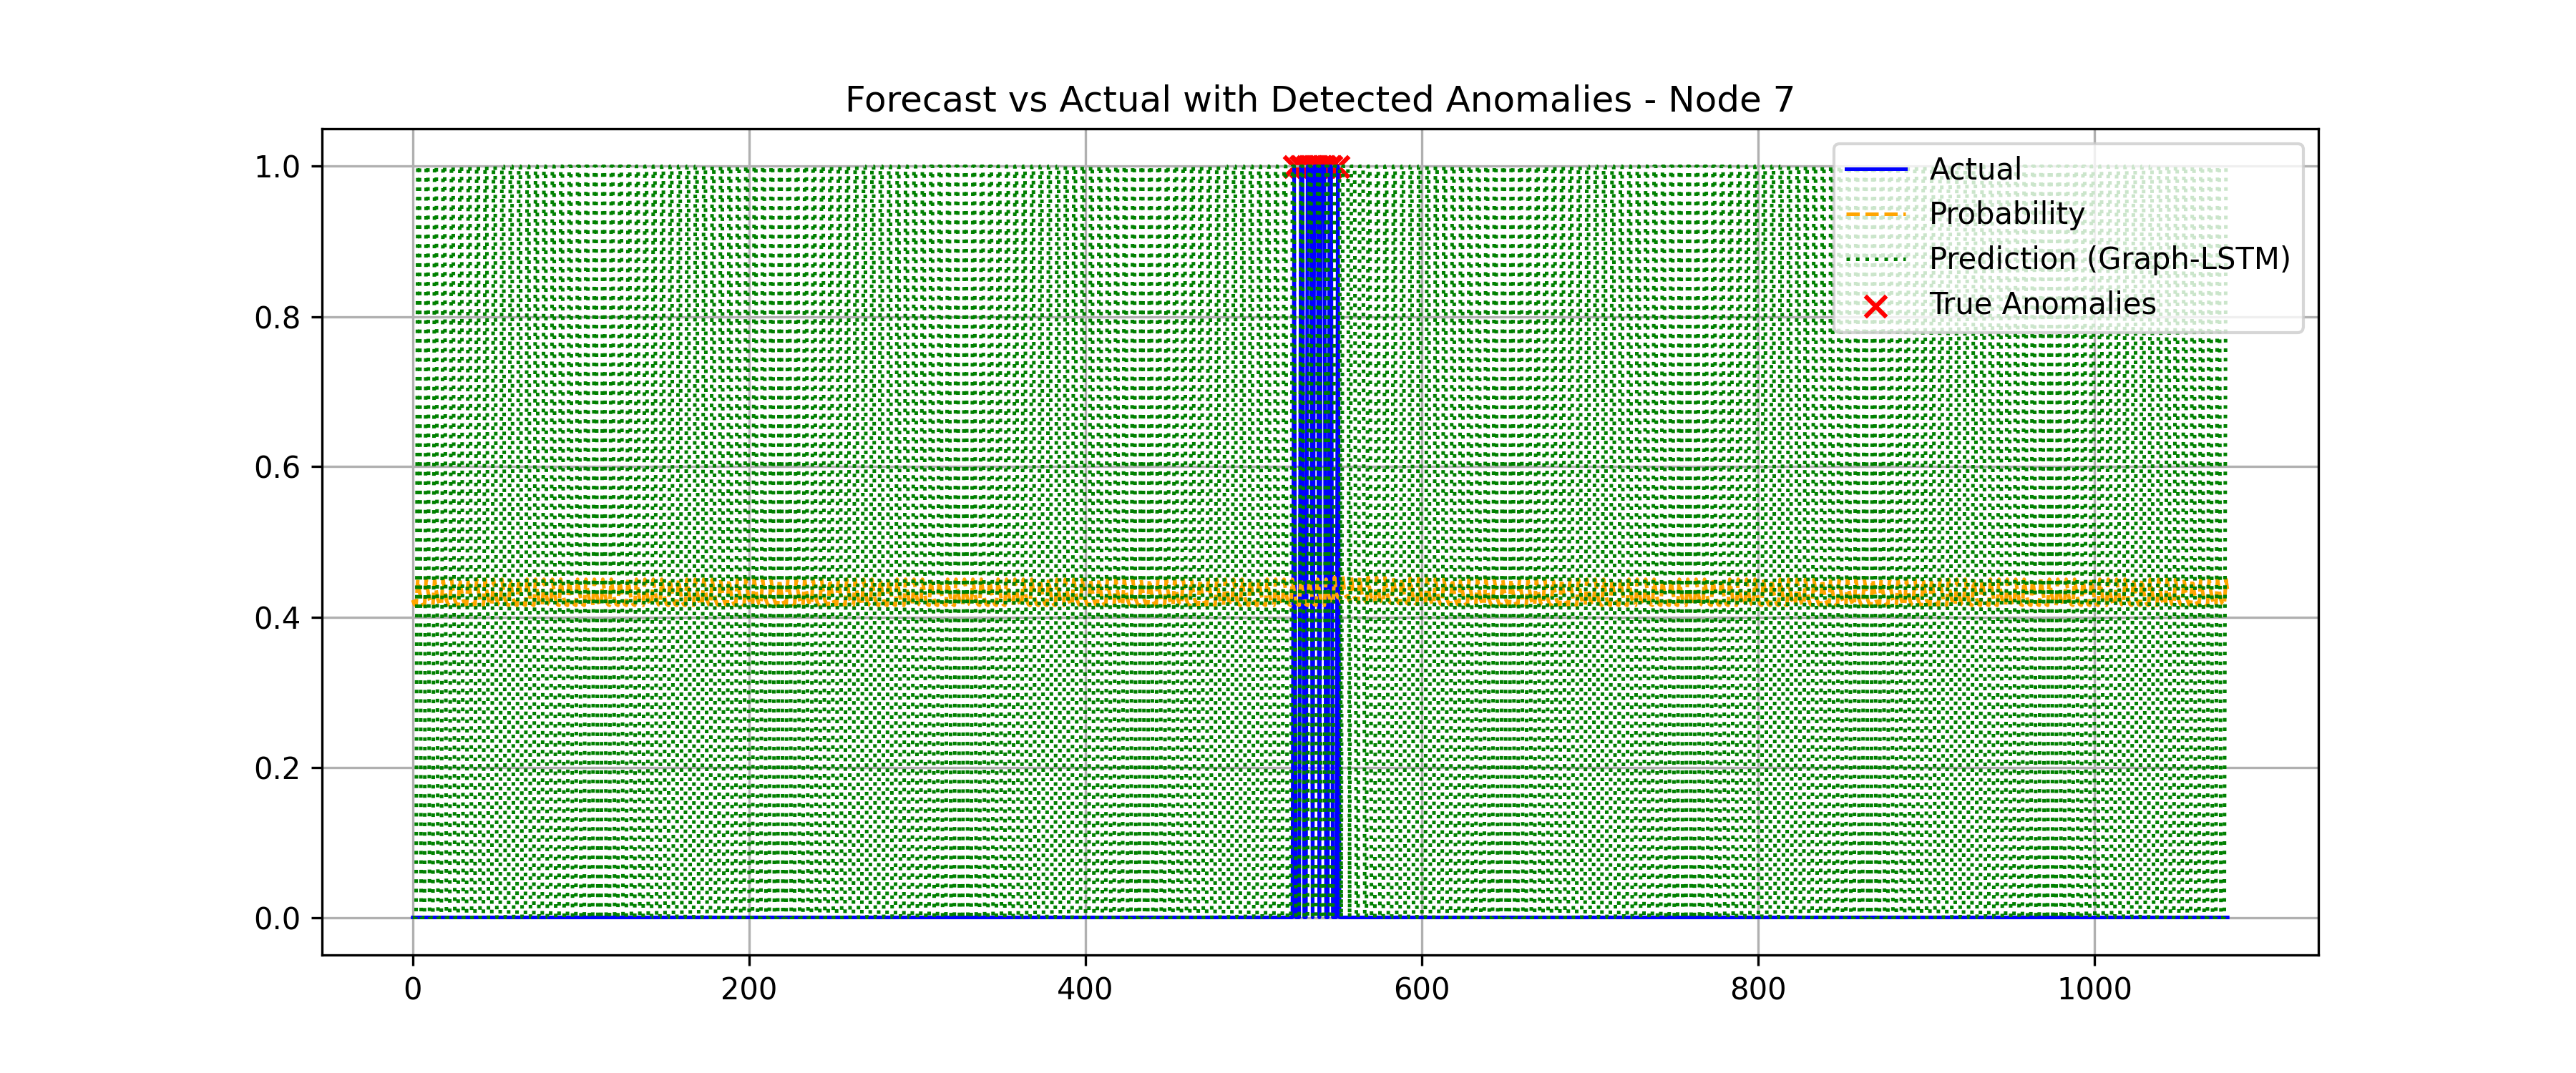 Forecast vs Actual with Detected Anomalies - Node 7
1.0
0.8
0.6
0.4
0.2
0.0
0
200
400
600
800
1000
Actual
Probability
Prediction (Graph-LSTM)
True Anomalies